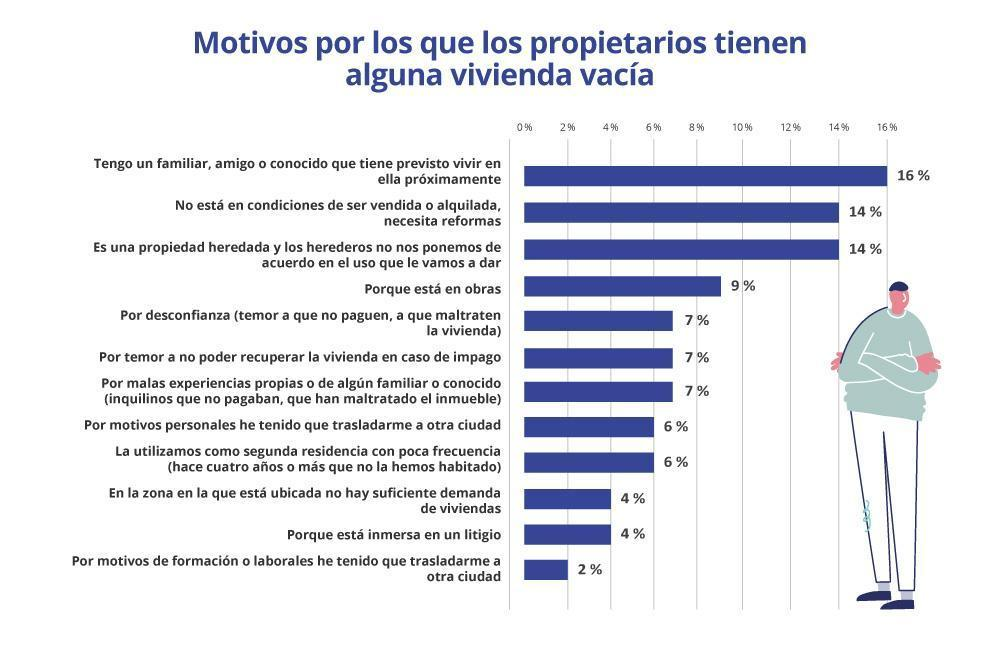 Motivos por los que los propietarios tienen
alguna vivienda vacía
0 % 2 % 4 % 6 % 8 % 10 % 12 % 14 % 16 %
Tengo un familiar, amigo o conocido que tiene previsto vivir en
ella próximamente
16 %
No está en condiciones de ser vendida o alquilada,
necesita reformas
14 %
Es una propiedad heredada y los herederos no nos ponemos de
acuerdo en el uso que le vamos a dar
14 %
Porque está en obras
9 %
Por desconfianza (temor a que no paguen, a que maltraten
la vivienda)
7 %
Por temor a no poder recuperar la vivienda en caso de impago
7 %
Por malas experiencias propias o de algún familiar o conocido
(inquilinos que no pagaban, que han maltratado el inmueble)
7 %
Por motivos personales he tenido que trasladarme a otra ciudad
6 %
La utilizamos como segunda residencia con poca frecuencia
(hace cuatro años o más que no la hemos habitado)
6 %
En la zona en la que está ubicada no hay suficiente demanda
de viviendas
4 %
Porque está inmersa en un litigio
4 %
Por motivos de formación o laborales he tenido que trasladarme a
otra ciudad
2 %